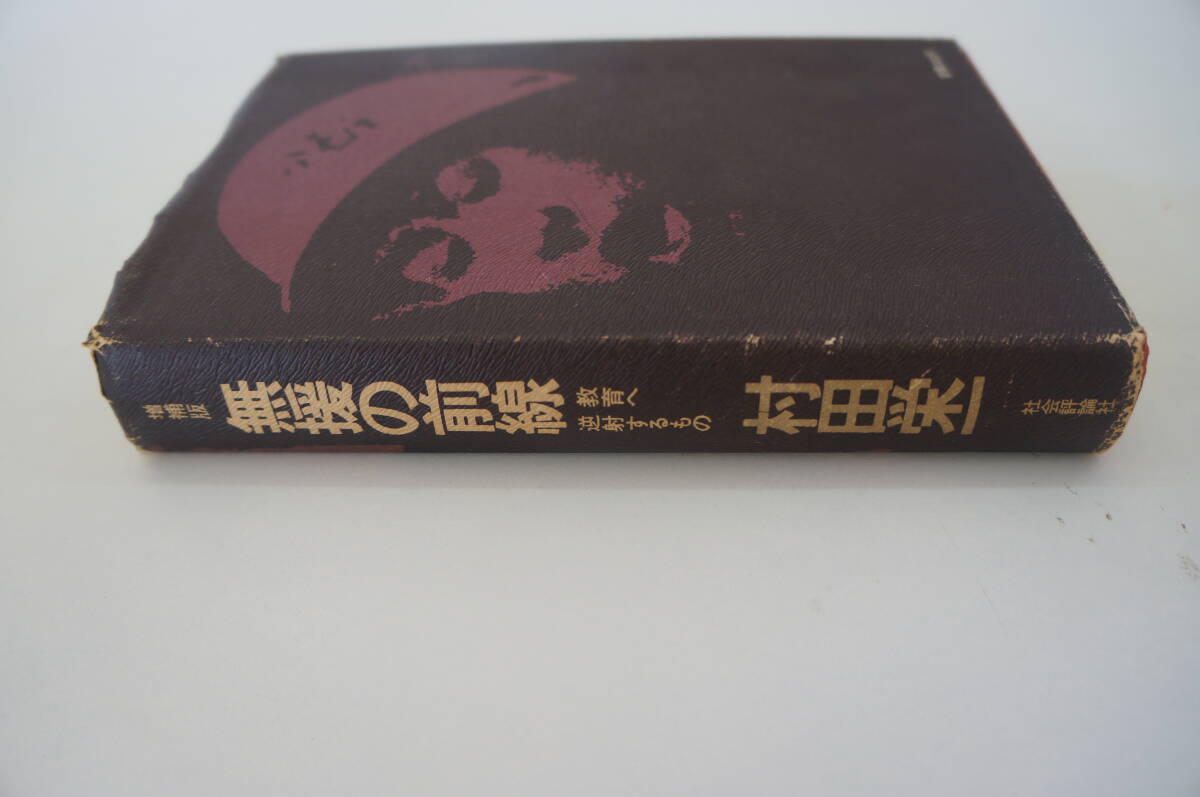 増補版
無援の前線
教育へ
逆射するもの
村田栄一
社会評論社